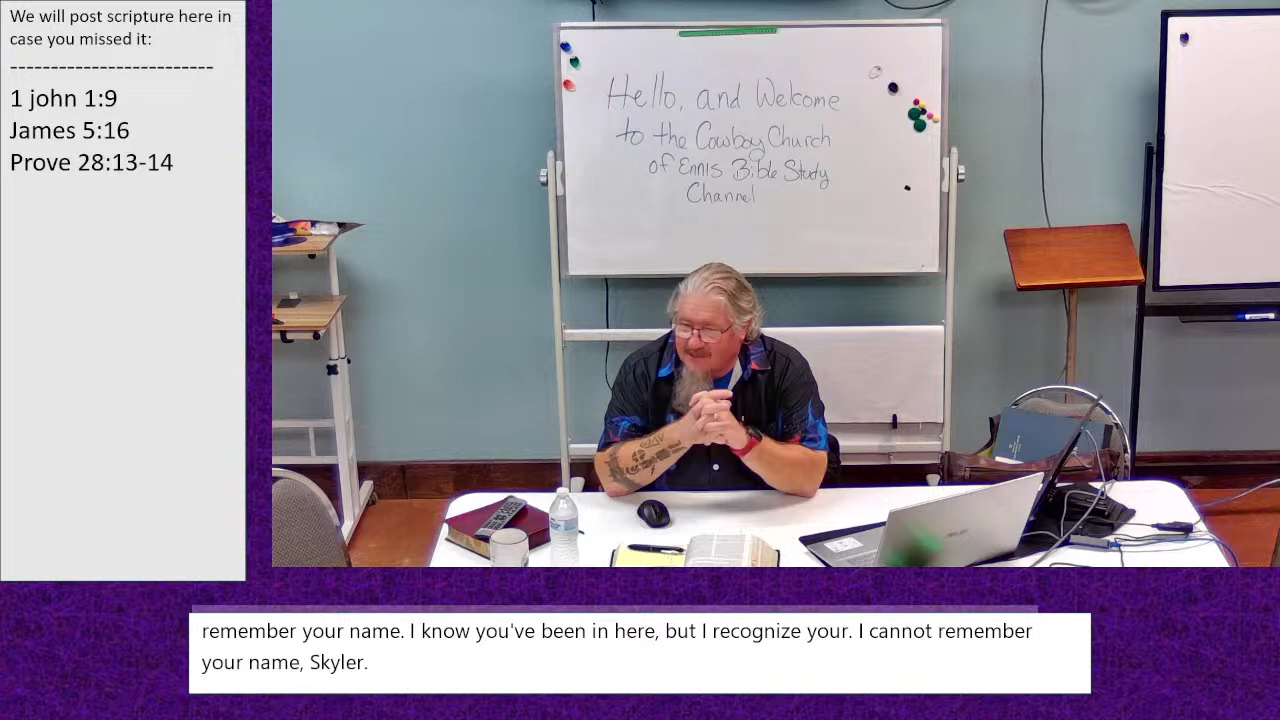 We will post scripture here in
case you missed it:
-------------------------
1 john 1:9
James 5:16
Prove 28:13-14
Hello, and Welcome
to the Cowboy Church
of Ennis Bible Study
Channel
remember your name. I know you've been in here, but I recognize your. I cannot remember
your name, Skyler.